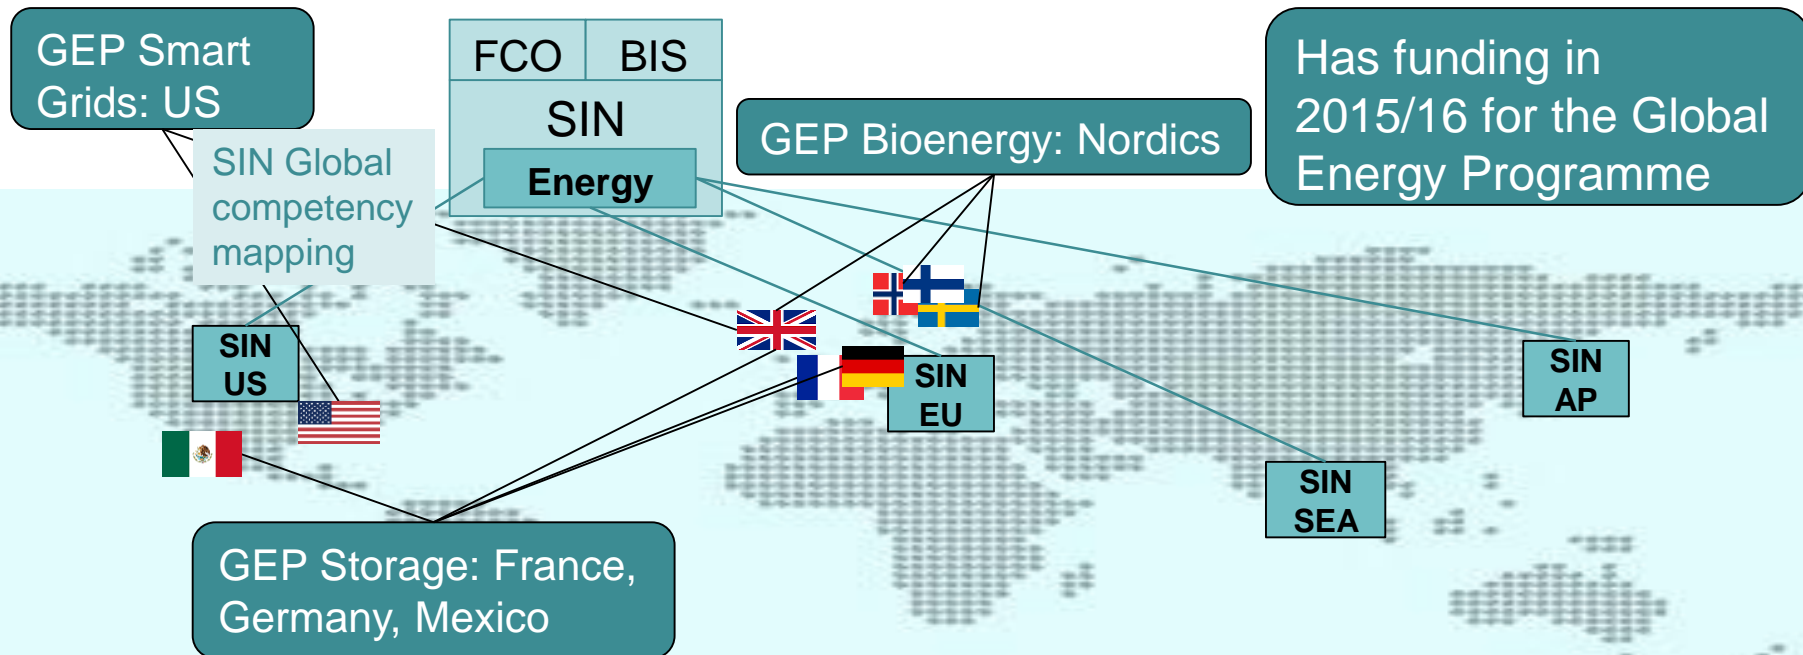 GEP Smart
Grids: US
FCO
BIS
SIN
Energy
SIN Global
competency
mapping
GEP Bioenergy: Nordics
Has funding in
2015/16 for the Global
Energy Programme
SIN
US
SIN
EU
SIN
AP
SIN
SEA
GEP Storage: France,
Germany, Mexico